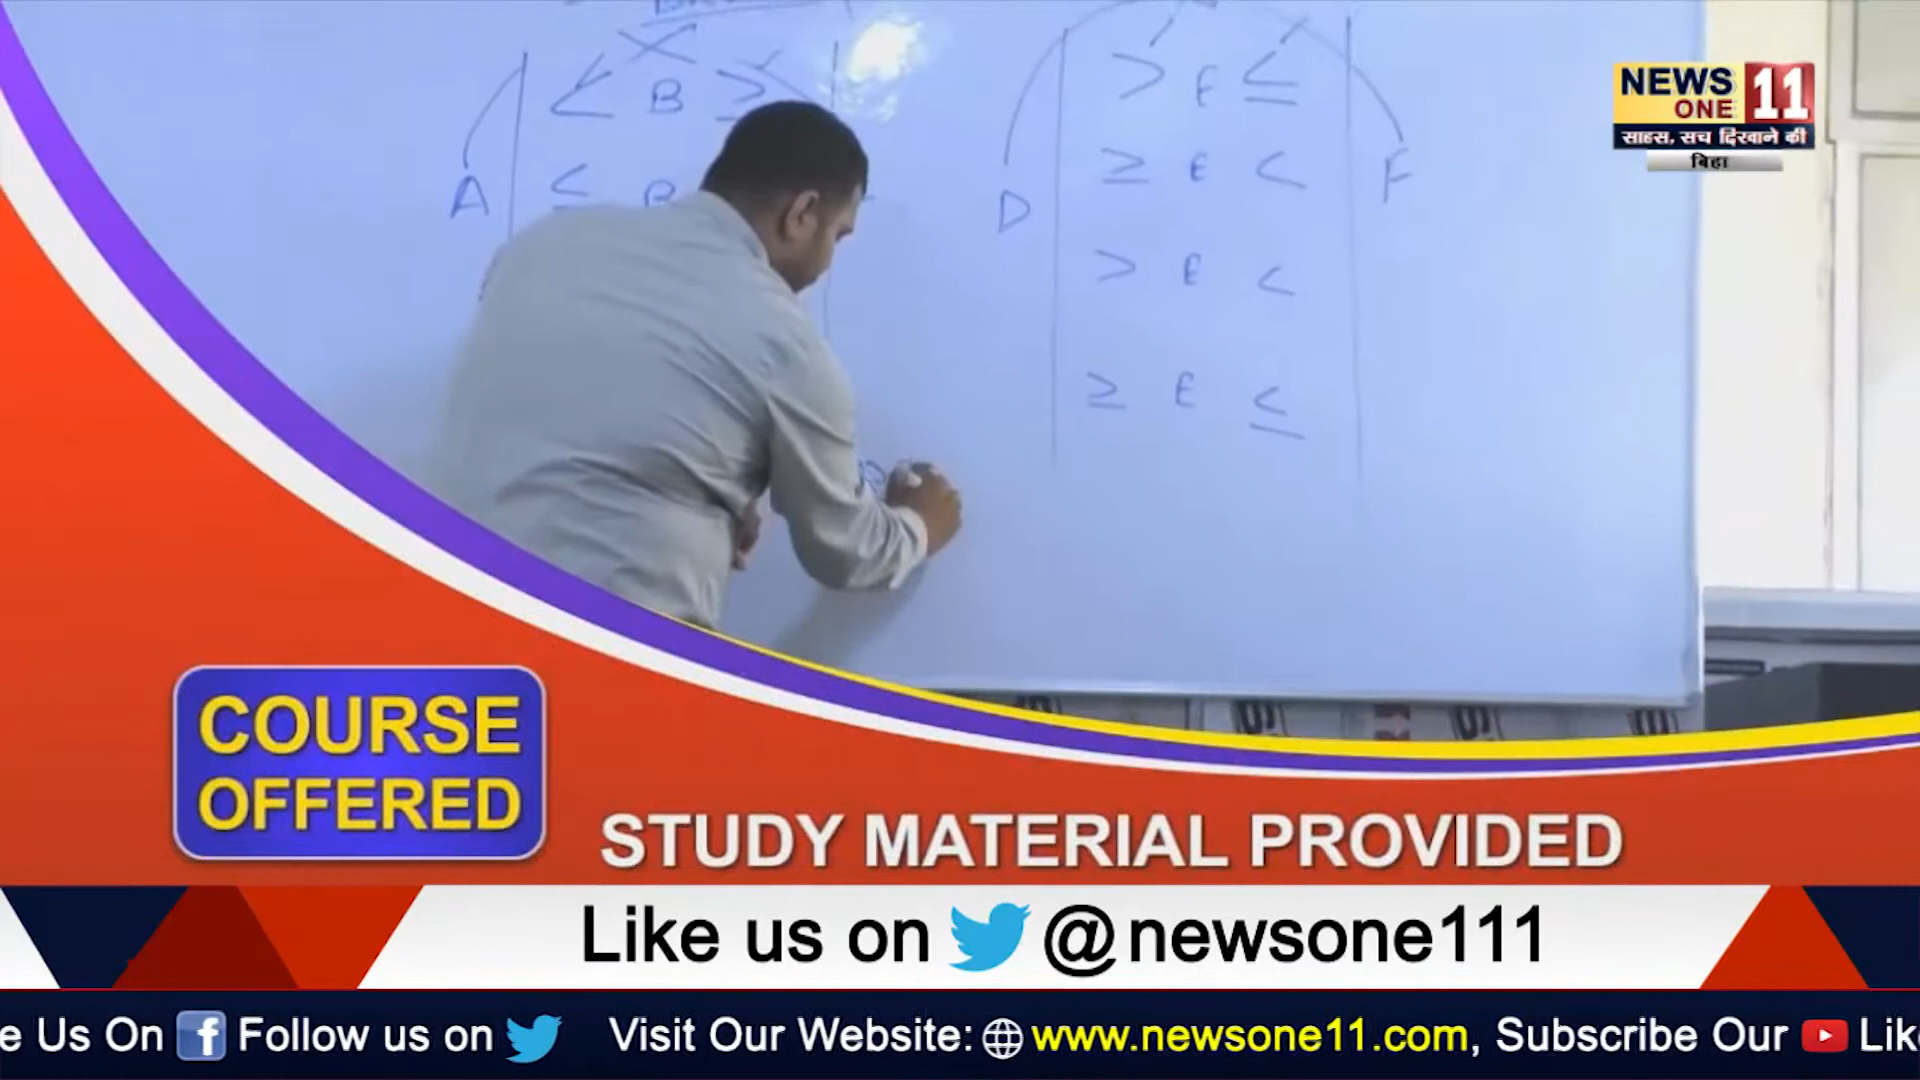 < B >
A ≤ B
D > E ≤ F
≥ E <
> E <
≥ E ≤
NEWS
ONE 11
साहस, सच दिखाने की
बिहा
COURSE
OFFERED
STUDY MATERIAL PROVIDED
Like us on @newsone111
e Us On Follow us on Visit Our Website: www.newsone11.com, Subscribe Our Lik